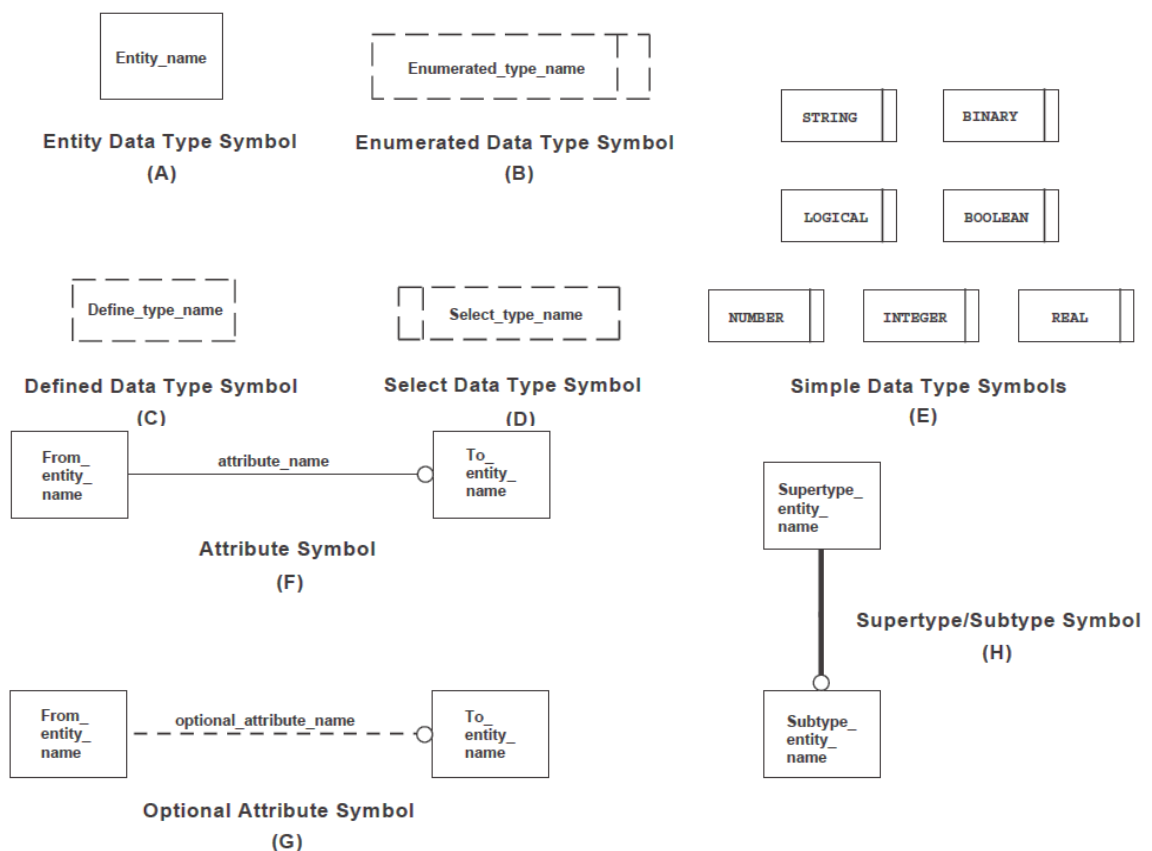 Entity_name
Entity Data Type Symbol
(A)
Enumerated_type_name
Enumerated Data Type Symbol
(B)
Define_type_name
Defined Data Type Symbol
(C)
Select_type_name
Select Data Type Symbol
(D)
STRING
BINARY
LOGICAL
BOOLEAN
NUMBER
INTEGER
REAL
Simple Data Type Symbols
(E)
From_
entity_
name
attribute_name
To_
entity_
name
Attribute Symbol
(F)
From_
entity_
name
optional_attribute_name
To_
entity_
name
Optional Attribute Symbol
(G)
Supertype_
entity_
name
Supertype/Subtype Symbol
(H)
Subtype_
entity_
name